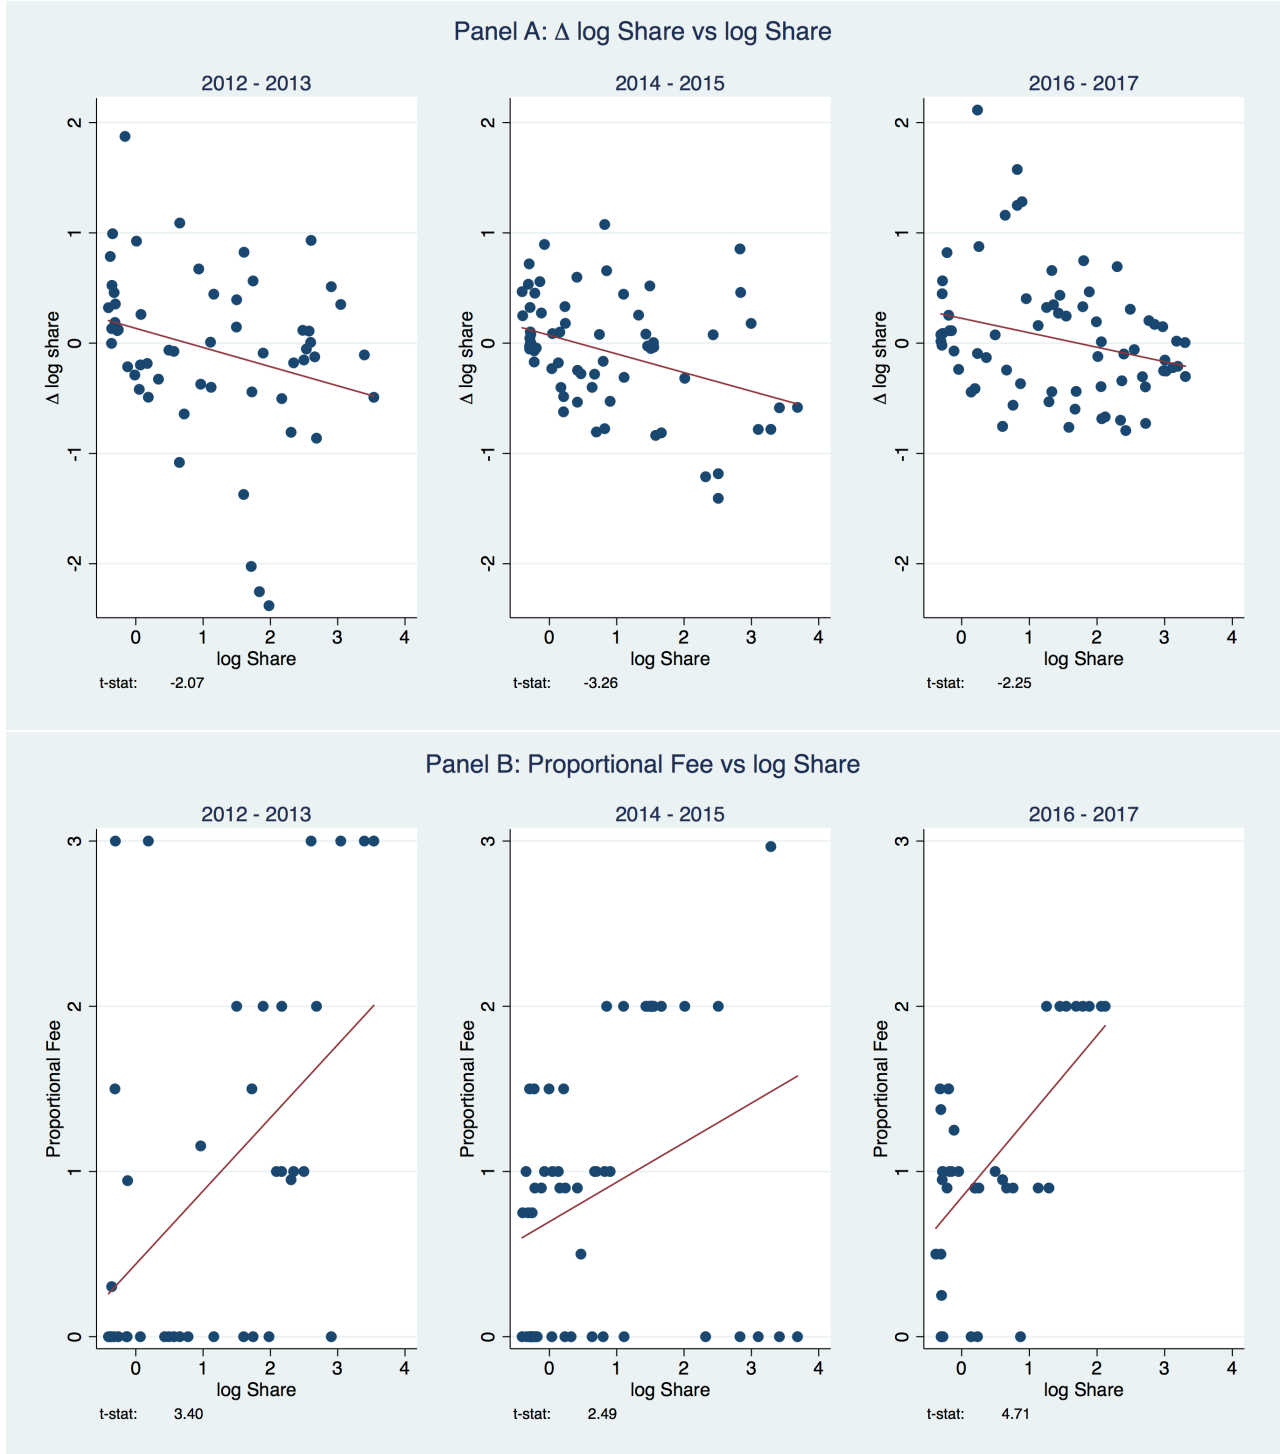 Panel A: Δ log Share vs log Share
2012 - 2013
2014 - 2015
2016 - 2017
Δ log share
2
1
0
-1
-2
0 1 2 3 4
log Share
t-stat: -2.07
Δ log share
2
1
0
-1
-2
0 1 2 3 4
log Share
t-stat: -3.26
Δ log share
2
1
0
-1
-2
0 1 2 3 4
log Share
t-stat: -2.25
Panel B: Proportional Fee vs log Share
2012 - 2013
2014 - 2015
2016 - 2017
Proportional Fee
3
2
1
0
0 1 2 3 4
log Share
t-stat: 3.40
Proportional Fee
3
2
1
0
0 1 2 3 4
log Share
t-stat: 2.49
Proportional Fee
3
2
1
0
0 1 2 3 4
log Share
t-stat: 4.71